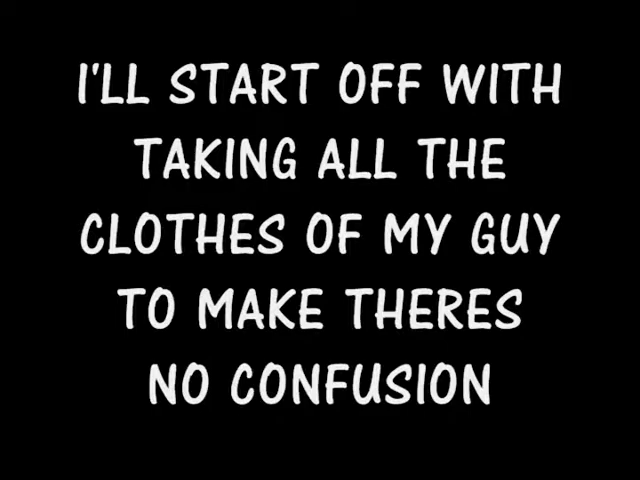 I'LL START OFF WITH
TAKING ALL THE
CLOTHES OF MY GUY
TO MAKE THERES
NO CONFUSION